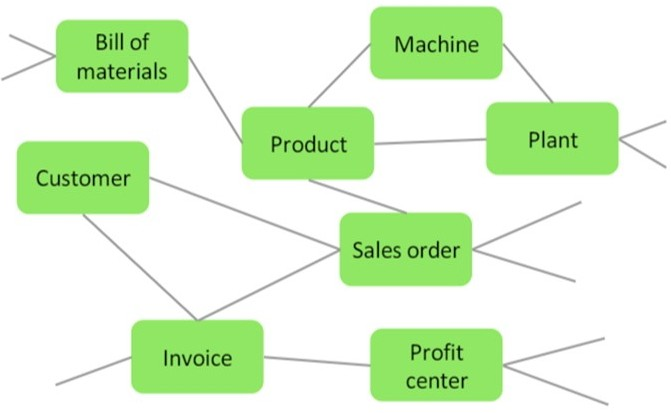 Bill of
materials
Machine
Product
Plant
Customer
Sales order
Invoice
Profit
center